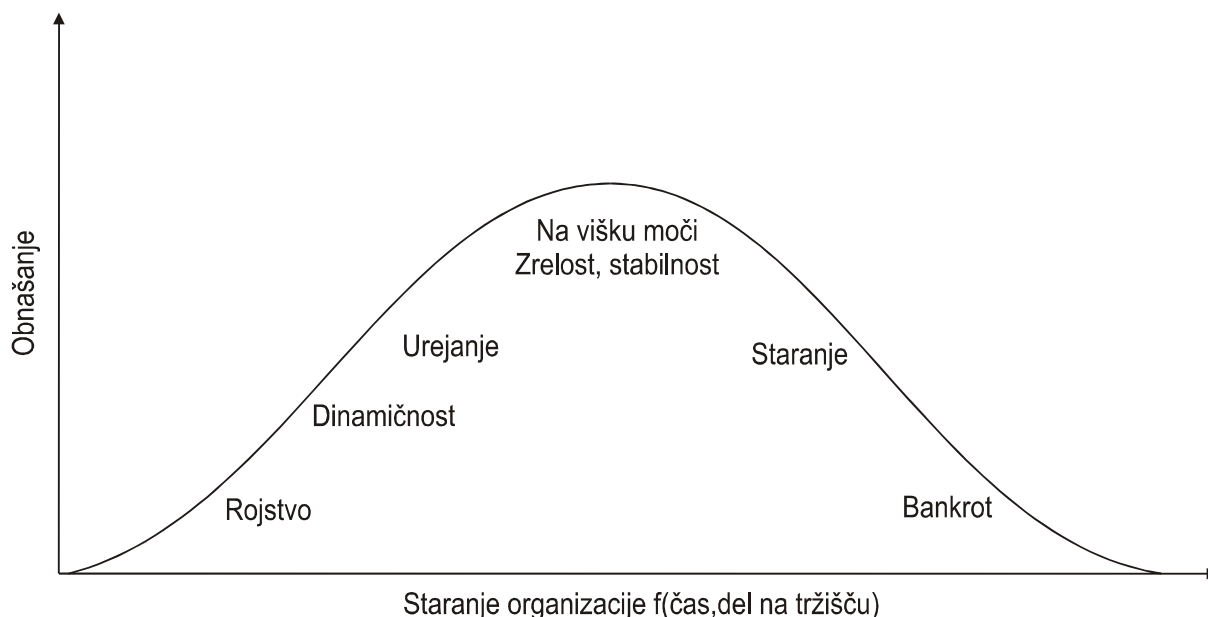 Obnašanje
Na višku moči
Zrelost, stabilnost
Urejanje
Staranje
Dinamičnost
Rojstvo
Bankrot
Staranje organizacije f(čas,del na tržišču)